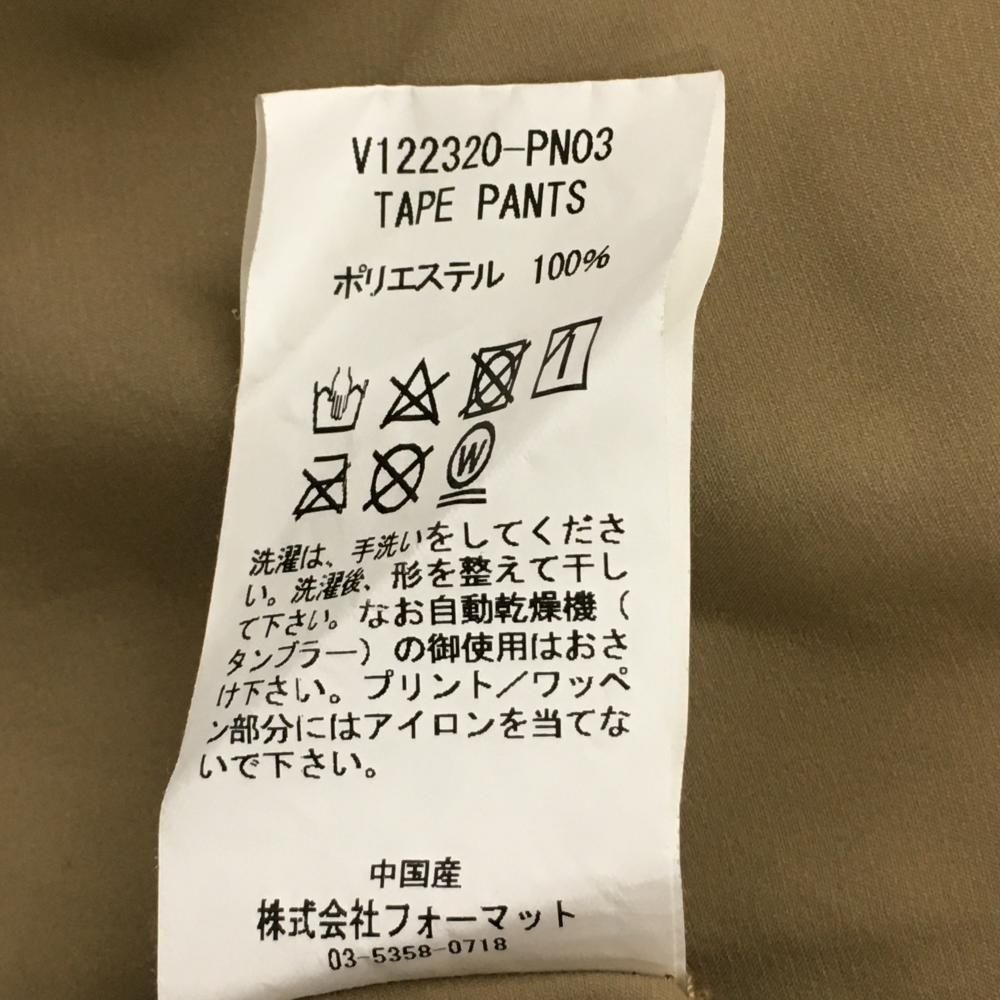 V122320-PN03
TAPE PANTS
ポリエステル 100%
W
洗濯は、手洗いをしてくださ
い。洗濯後、形を整えて干し
て下さい。なお自動乾燥機（
タンブラー）の御使用はおさ
け下さい。プリント／ワッペ
ン部分にはアイロンを当てな
いで下さい。
中国産
株式会社フォーマット
03-5358-0718